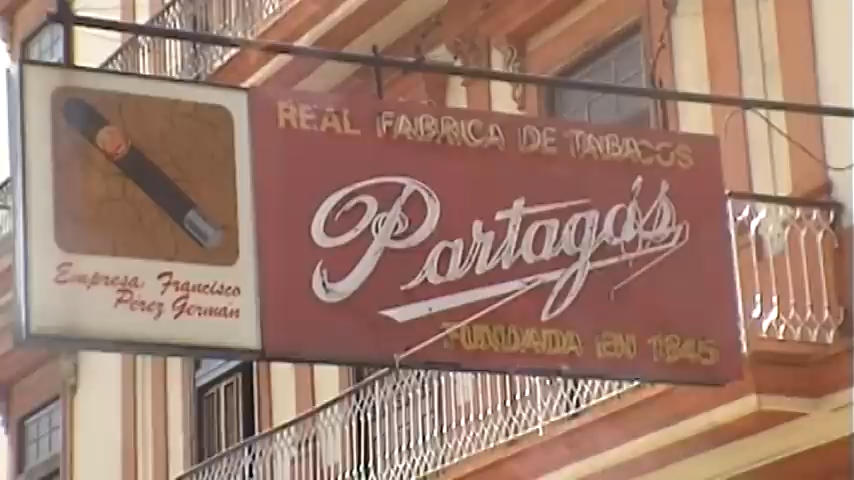 REAL FABRICA DE TABACOS
Partagás
FUNDADA EN 1845
Empresa, Francisco
Pérez Germán